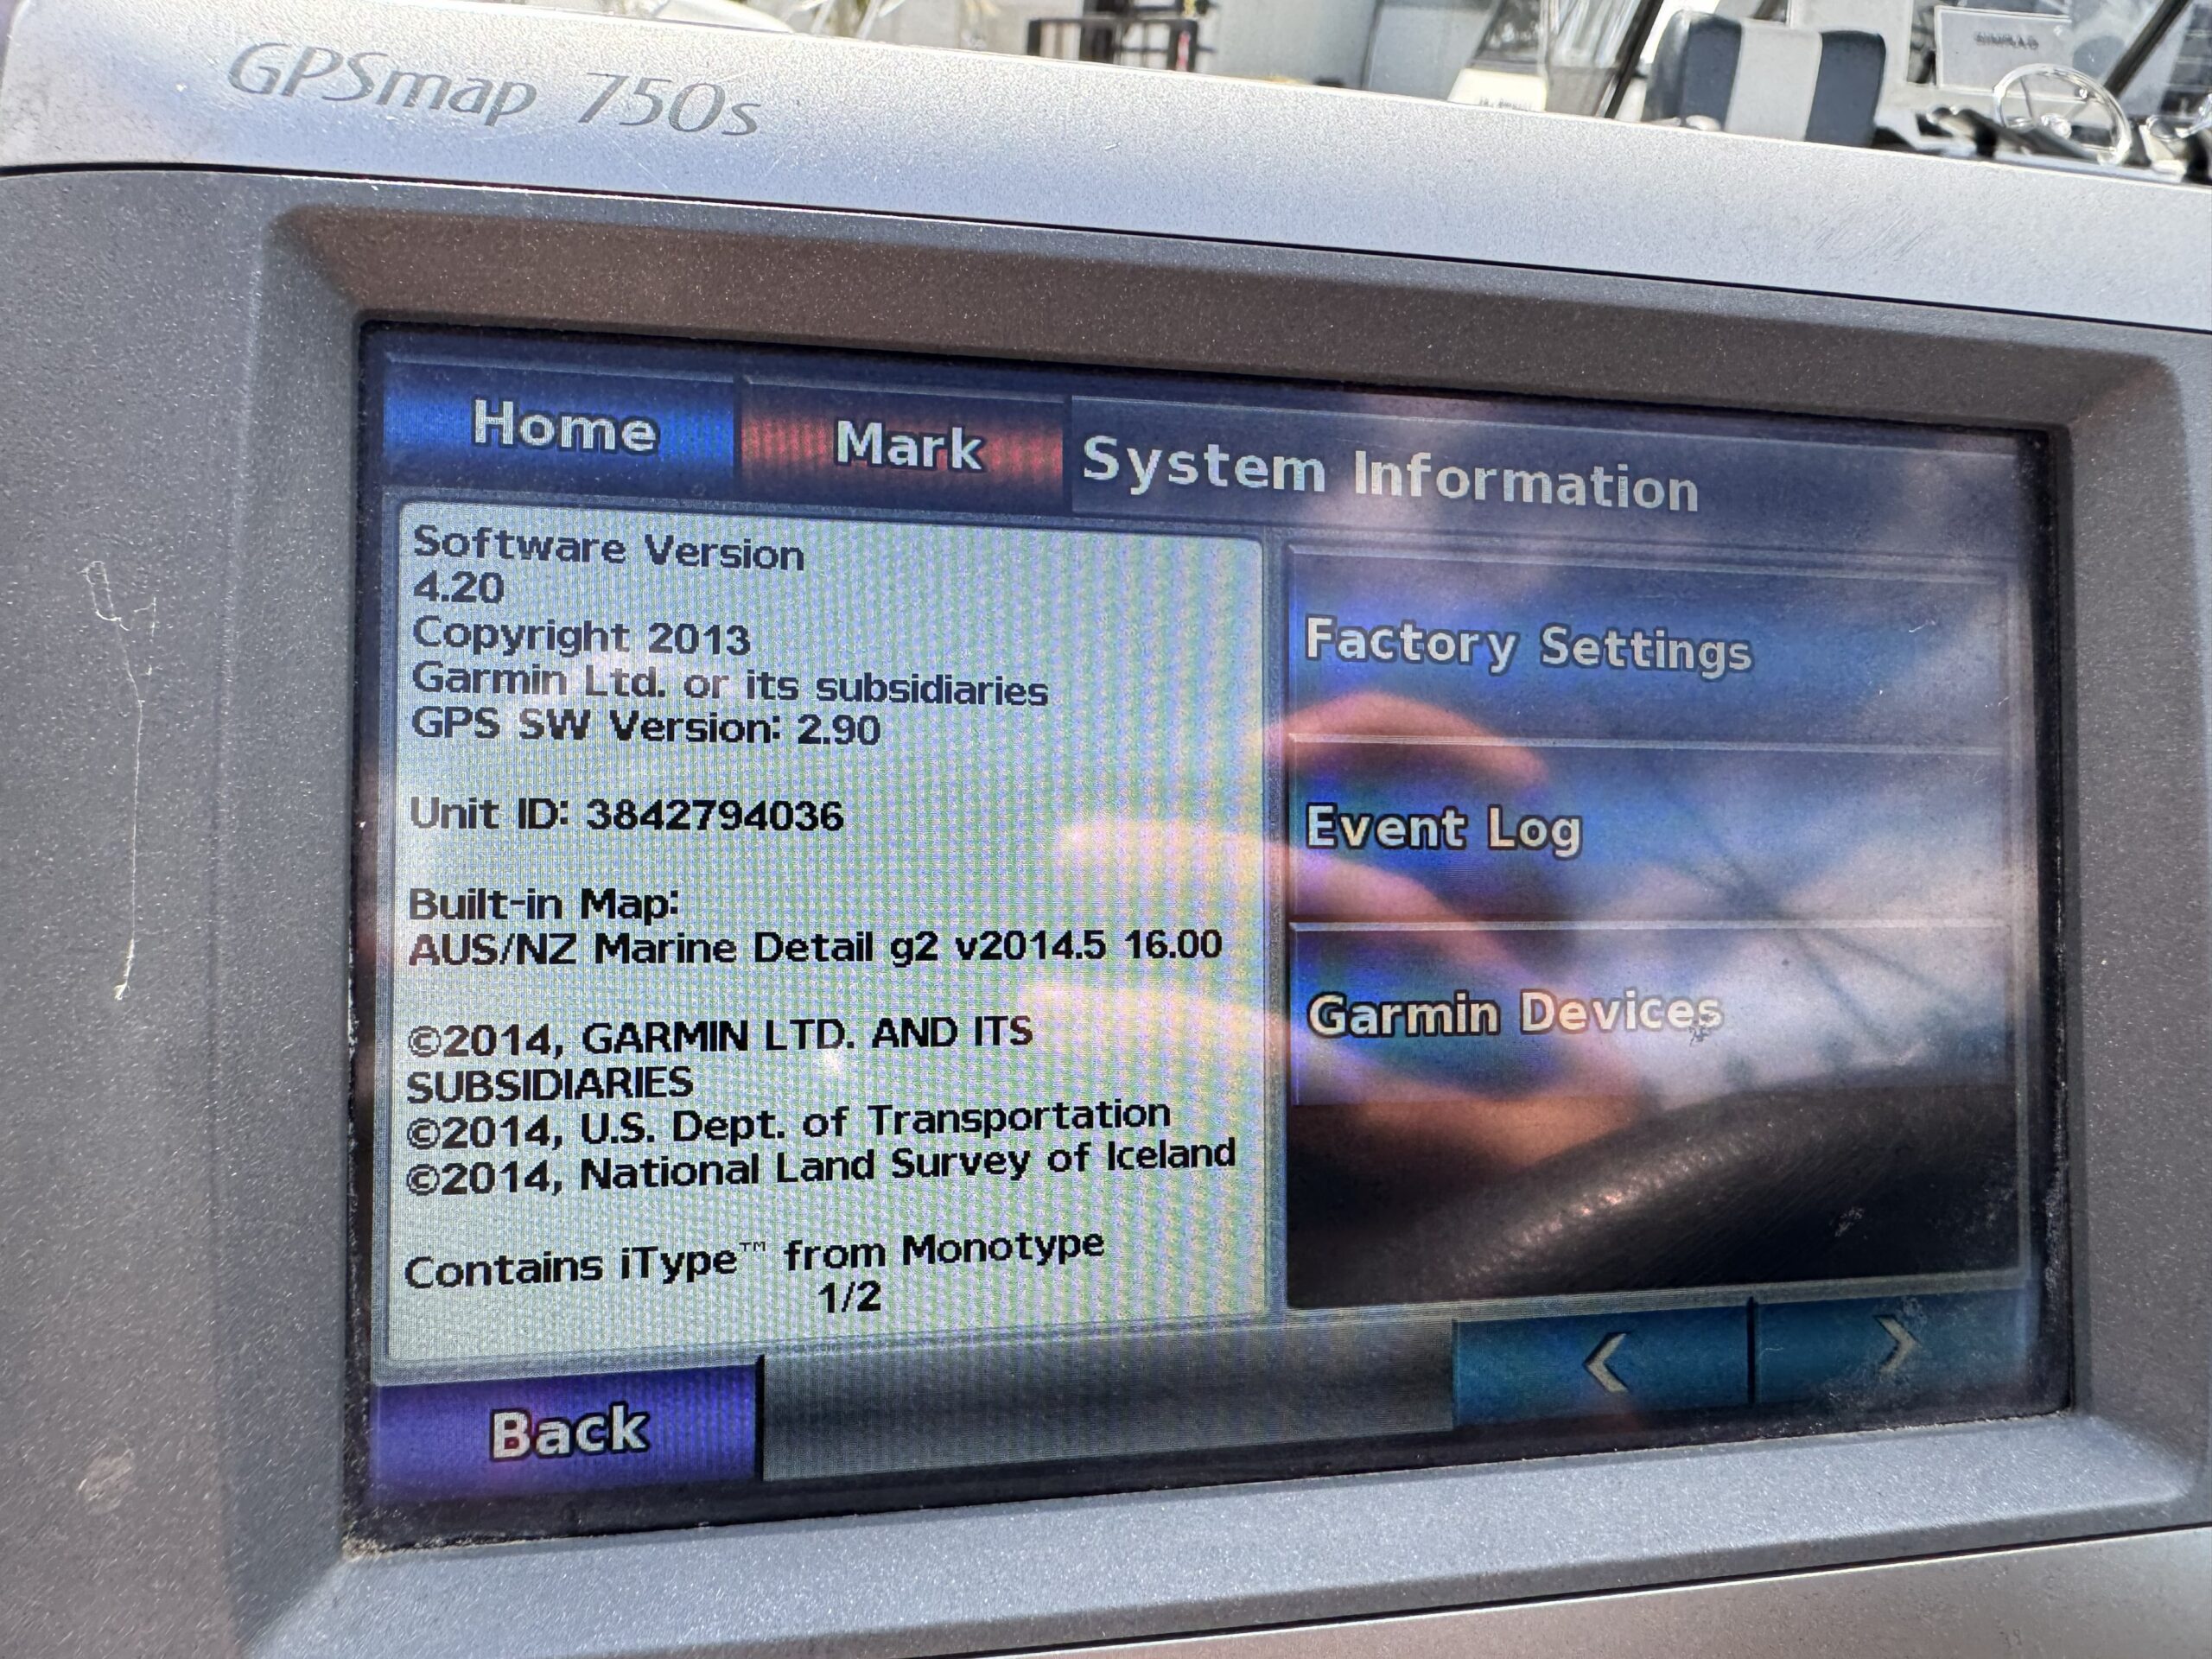 GPSmap 750s
SIMRAD
Home
Mark
System Information
Software Version
4.20
Copyright 2013
Garmin Ltd. or its subsidiaries
GPS SW Version: 2.90
Unit ID: 3842794036
Built-in Map:
AUS/NZ Marine Detail g2 v2014.5 16.00
©2014, GARMIN LTD. AND ITS
SUBSIDIARIES
©2014, U.S. Dept. of Transportation
©2014, National Land Survey of Iceland
Contains iType™ from Monotype
1/2
Factory Settings
Event Log
Garmin Devices
Back